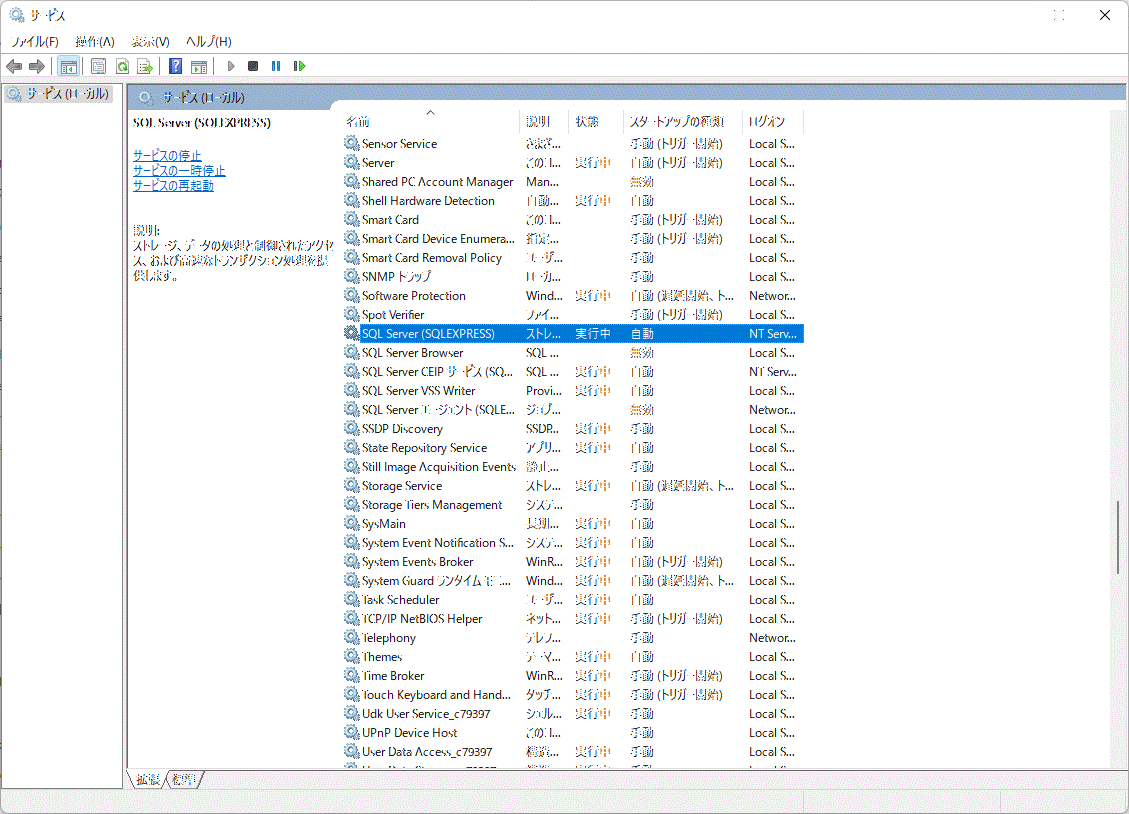 サービス
ファイル(F) 操作(A) 表示(V) ヘルプ(H)
サービス (ローカル)
サービス (ローカル)
SQL Server (SQLEXPRESS)
サービスの停止
サービスの一時停止
サービスの再起動
説明:
ストレージ、データの処理と制御されたアクセ
ス、および高速なトランザクション処理を提
供します。
名前 説明 状態 スタートアップの種類 ログオン
Sensor Service さまざ... 手動 (トリガー開始) Local S...
Server この コ... 実行中 自動 (トリガー開始) Local S...
Shared PC Account Manager Man... 無効 Local S...
Shell Hardware Detection 自動... 実行中 自動 Local S...
Smart Card このコ... 手動 (トリガー開始) Local S...
Smart Card Device Enumera... 指定... 手動 (トリガー開始) Local S...
Smart Card Removal Policy ユーザ... 手動 Local S...
SNMP トラップ ローカ... 手動 Local S...
Software Protection Wind... 実行中 自動 (遅延開始、ト... Networ...
Spot Verifier ファイ... 手動 (トリガー開始) Local S...
SQL Server (SQLEXPRESS) ストレ... 実行中 自動 NT Serv...
SQL Server Browser SQL ... 無効 Local S...
SQL Server CEIP サービス (SQ... SQL ... 実行中 自動 NT Serv...
SQL Server VSS Writer Provi... 実行中 自動 Local S...
SQL Server エージェント (SQLE... ジョブ... 無効 Networ...
SSDP Discovery SSDP... 実行中 手動 Local S...
State Repository Service アプリ... 実行中 自動 Local S...
Still Image Acquisition Events 静止... 手動 Local S...
Storage Service ストレ... 実行中 自動 (遅延開始、ト... Local S...
Storage Tiers Management システ... 手動 Local S...
SysMain 長期... 実行中 自動 Local S...
System Event Notification S... システ... 実行中 自動 Local S...
System Events Broker WinR... 実行中 自動 (トリガー開始) Local S...
System Guard ランタイム モニ... Wind... 実行中 自動 (遅延開始、ト... Local S...
Task Scheduler ユーザ... 実行中 自動 Local S...
TCP/IP NetBIOS Helper ネット... 実行中 手動 (トリガー開始) Local S...
Telephony テレフ... 手動 Networ...
Themes テーマ... 実行中 自動 Local S...
Time Broker WinR... 実行中 手動 (トリガー開始) Local S...
Touch Keyboard and Hand... タッチ... 実行中 手動 (トリガー開始) Local S...
Udk User Service_c79397 シェル... 実行中 手動 Local S...
UPnP Device Host このコ... 手動 Local S...
User Data Access_c79397 構造... 実行中 手動 Local S...
拡張 標準